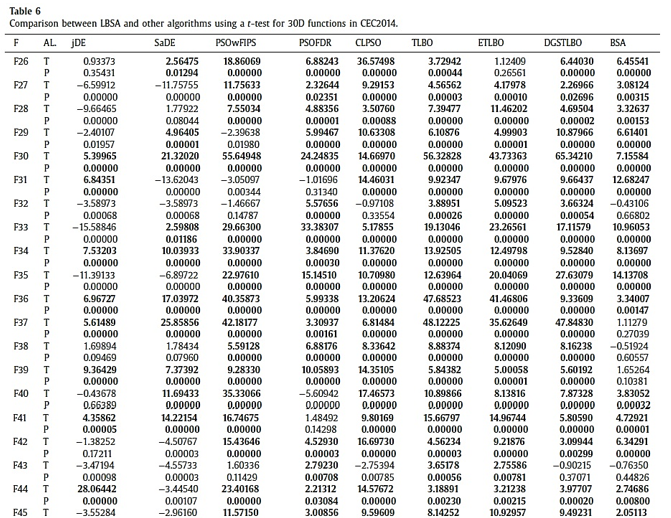 Table 6
Comparison between LBSA and other algorithms using a t-test for 30D functions in CEC2014.
F AL. jDE SaDE PSOwFIPS PSOFDR CLPSO TLBO ETLBO DGSTLBO BSA
F26 T 0.93373 2.56475 18.86069 6.88243 36.57498 3.72942 1.12409 6.44030 6.45541
P 0.35431 0.01294 0.00000 0.00000 0.00000 0.00044 0.26561 0.00000 0.00000
F27 T −6.59912 −11.75755 11.75633 2.32644 9.29153 4.56562 4.17978 2.26966 3.08124
P 0.00000 0.00000 0.00000 0.02351 0.00000 0.00003 0.00010 0.02696 0.00315
F28 T −9.66465 1.77922 7.55034 4.88356 3.50760 7.39477 11.46202 4.69504 3.32637
P 0.00000 0.08044 0.00000 0.00001 0.00088 0.00000 0.00000 0.00002 0.00153
F29 T −2.40107 4.96405 −2.39638 5.99467 10.63308 6.10876 4.99903 10.87966 6.61401
P 0.01957 0.00001 0.01980 0.00000 0.00000 0.00000 0.00001 0.00000 0.00000
F30 T 5.39965 21.32020 55.64948 24.24835 14.66970 56.32828 43.73363 65.34210 7.15584
P 0.00000 0.00000 0.00000 0.00000 0.00000 0.00000 0.00000 0.00000 0.00000
F31 T 6.84351 −13.62043 −3.05097 −1.01696 14.46031 9.92347 9.67976 9.66437 12.68247
P 0.00000 0.00000 0.00344 0.31340 0.00000 0.00000 0.00000 0.00000 0.00000
F32 T −3.58973 −3.58973 −1.46667 5.57656 −0.97108 3.88951 5.09523 3.66324 −0.43106
P 0.00068 0.00068 0.14787 0.00000 0.33554 0.00026 0.00000 0.00054 0.66802
F33 T −15.58846 2.59808 29.66300 33.38307 5.17855 19.13046 23.26561 17.11579 10.96053
P 0.00000 0.01186 0.00000 0.00000 0.00000 0.00000 0.00000 0.00000 0.00000
F34 T 7.53203 10.03933 33.90337 3.84690 11.37620 13.92505 12.49798 9.52840 8.13697
P 0.00000 0.00000 0.00000 0.00030 0.00000 0.00000 0.00000 0.00000 0.00000
F35 T −11.39133 −6.89722 22.97610 15.14510 10.70980 12.63964 20.04069 27.63079 14.13708
P 0.00000 0.00000 0.00000 0.00000 0.00000 0.00000 0.00000 0.00000 0.00000
F36 T 6.96727 17.03972 40.35873 5.99338 13.20624 47.68523 41.46806 9.33609 3.34007
P 0.00000 0.00000 0.00000 0.00000 0.00000 0.00000 0.00000 0.00000 0.00147
F37 T 5.61489 25.85856 42.18177 3.30937 6.81484 48.12225 35.62649 47.84830 1.11279
P 0.00000 0.00000 0.00000 0.00161 0.00000 0.00000 0.00000 0.00000 0.27039
F38 T 1.69894 1.78434 5.59128 6.88176 8.33642 8.88374 8.12090 8.16238 −0.51924
P 0.09469 0.07960 0.00000 0.00000 0.00000 0.00000 0.00000 0.00000 0.60557
F39 T 9.36429 7.37392 9.28330 10.05893 14.35105 5.84382 5.00058 5.60192 1.65264
P 0.00000 0.00000 0.00000 0.00000 0.00000 0.00000 0.00001 0.00000 0.10381
F40 T −0.43678 11.69433 35.33066 −5.60942 17.46573 10.89866 8.13816 7.87328 3.83052
P 0.66389 0.00000 0.00000 0.00000 0.00000 0.00000 0.00000 0.00000 0.00032
F41 T 4.35862 14.22154 16.74675 1.48492 9.80169 15.66797 14.96744 5.80590 4.72921
P 0.00005 0.00000 0.00000 0.14298 0.00000 0.00000 0.00000 0.00000 0.00001
F42 T −1.38252 −4.50767 15.43646 4.52930 16.69730 4.56234 9.21876 3.09944 6.34291
P 0.17211 0.00003 0.00000 0.00003 0.00000 0.00003 0.00000 0.00299 0.00000
F43 T −3.47194 −4.55733 1.60336 2.79230 −2.75394 3.65178 2.75586 −0.90215 −0.76350
P 0.00098 0.00003 0.11429 0.00708 0.00785 0.00056 0.00781 0.37071 0.44826
F44 T 28.06442 −3.44540 23.40168 2.21312 14.57672 3.18891 3.21238 3.97707 2.74686
P 0.00000 0.00107 0.00000 0.03084 0.00000 0.00230 0.00215 0.00020 0.00800
F45 T −3.55284 −2.96160 11.57150 3.00856 9.59609 8.14252 10.92957 9.49231 2.05113